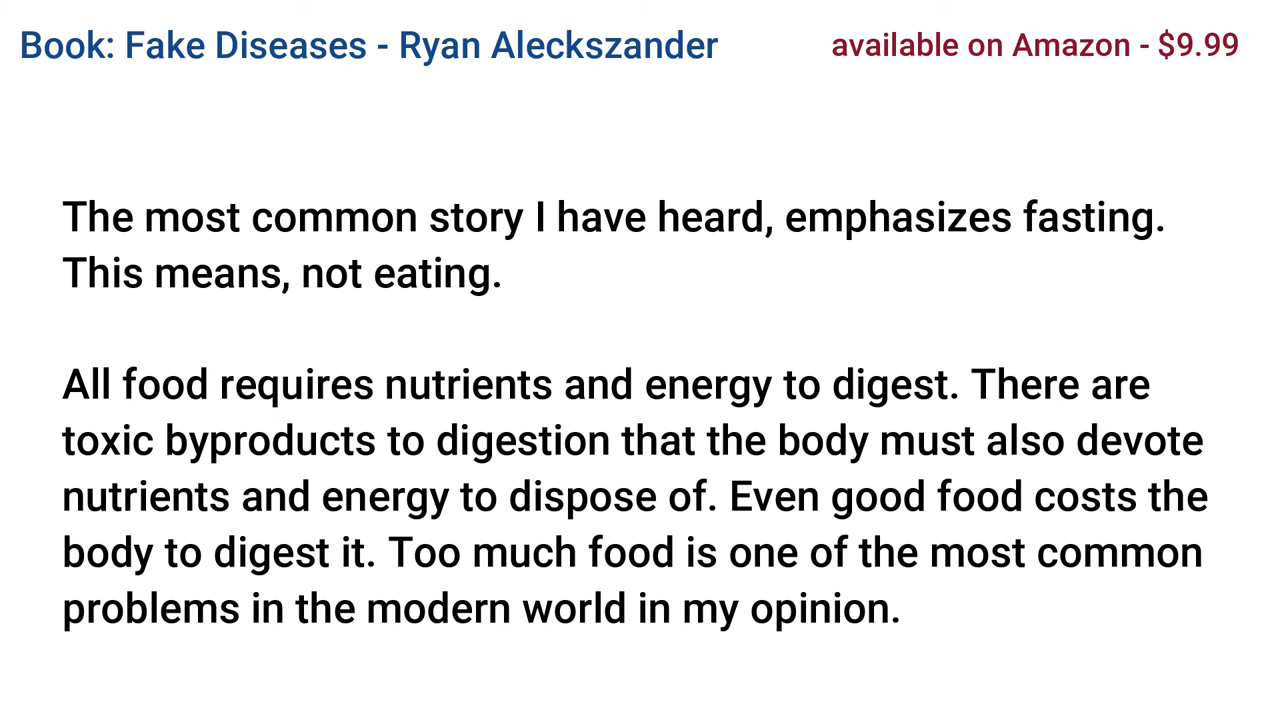 Book: Fake Diseases - Ryan Aleckszander
available on Amazon - $9.99
The most common story I have heard, emphasizes fasting.
This means, not eating.
All food requires nutrients and energy to digest. There are
toxic byproducts to digestion that the body must also devote
nutrients and energy to dispose of. Even good food costs the
body to digest it. Too much food is one of the most common
problems in the modern world in my opinion.